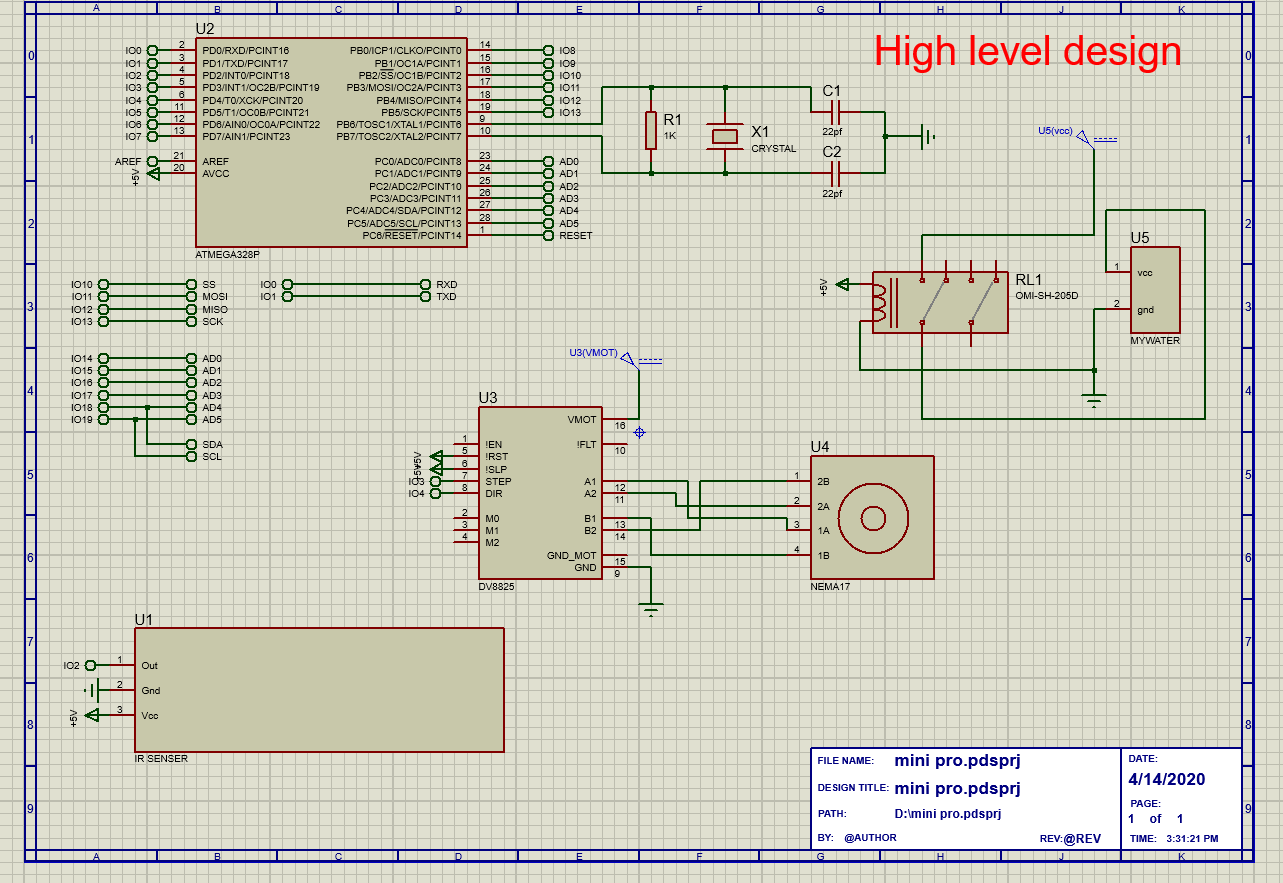 A B C D E F G H J K
0 0
1 1
2 2
3 3
4 4
5 5
6 6
7 7
8 8
9 9
High level design
U2
IO0 2 PD0/RXD/PCINT16 PB0/ICP1/CLKO/PCINT0 14 IO8
IO1 3 PD1/TXD/PCINT17 PB1/OC1A/PCINT1 15 IO9
IO2 4 PD2/INT0/PCINT18 PB2/SS/OC1B/PCINT2 16 IO10
IO3 5 PD3/INT1/OC2B/PCINT19 PB3/MOSI/OC2A/PCINT3 17 IO11
IO4 6 PD4/T0/XCK/PCINT20 PB4/MISO/PCINT4 18 IO12
IO5 11 PD5/T1/OC0B/PCINT21 PB5/SCK/PCINT5 19 IO13
IO6 12 PD6/AIN0/OC0A/PCINT22 PB6/TOSC1/XTAL1/PCINT6 9
IO7 13 PD7/AIN1/PCINT23 PB7/TOSC2/XTAL2/PCINT7 10
AREF 21 AREF PC0/ADC0/PCINT8 23 AD0
+5V 20 AVCC PC1/ADC1/PCINT9 24 AD1
PC2/ADC2/PCINT10 25 AD2
PC3/ADC3/PCINT11 26 AD3
PC4/ADC4/SDA/PCINT12 27 AD4
PC5/ADC5/SCL/PCINT13 28 AD5
PC6/RESET/PCINT14 1 RESET
ATMEGA328P
R1
1K
X1
CRYSTAL
C1
22pf
C2
22pf
U5(vcc)
U5
1 vcc
2 gnd
MYWATER
+5V
RL1
OMI-SH-205D
IO10 SS
IO11 MOSI
IO12 MISO
IO13 SCK
IO0 RXD
IO1 TXD
IO14 AD0
IO15 AD1
IO16 AD2
IO17 AD3
IO18 AD4
IO19 AD5
SDA
SCL
U3(VMOT)
U3
VMOT 16
1 !EN !FLT 10
+5V 5 !RST
+5V 6 !SLP
IO3 7 STEP A1 12
IO4 8 DIR A2 11
2 M0 B1 13
3 M1 B2 14
4 M2
GND_MOT 15
GND 9
DV8825
U4
1 2B
2 2A
3 1A
4 1B
NEMA17
U1
IO2 1 Out
2 Gnd
+5V 3 Vcc
IR SENSER
FILE NAME: mini pro.pdsprj
DESIGN TITLE: mini pro.pdsprj
PATH: D:\mini pro.pdsprj
BY: @AUTHOR REV:@REV
DATE:
4/14/2020
PAGE:
1 of 1
TIME: 3:31:21 PM
A B C D E F G H J K